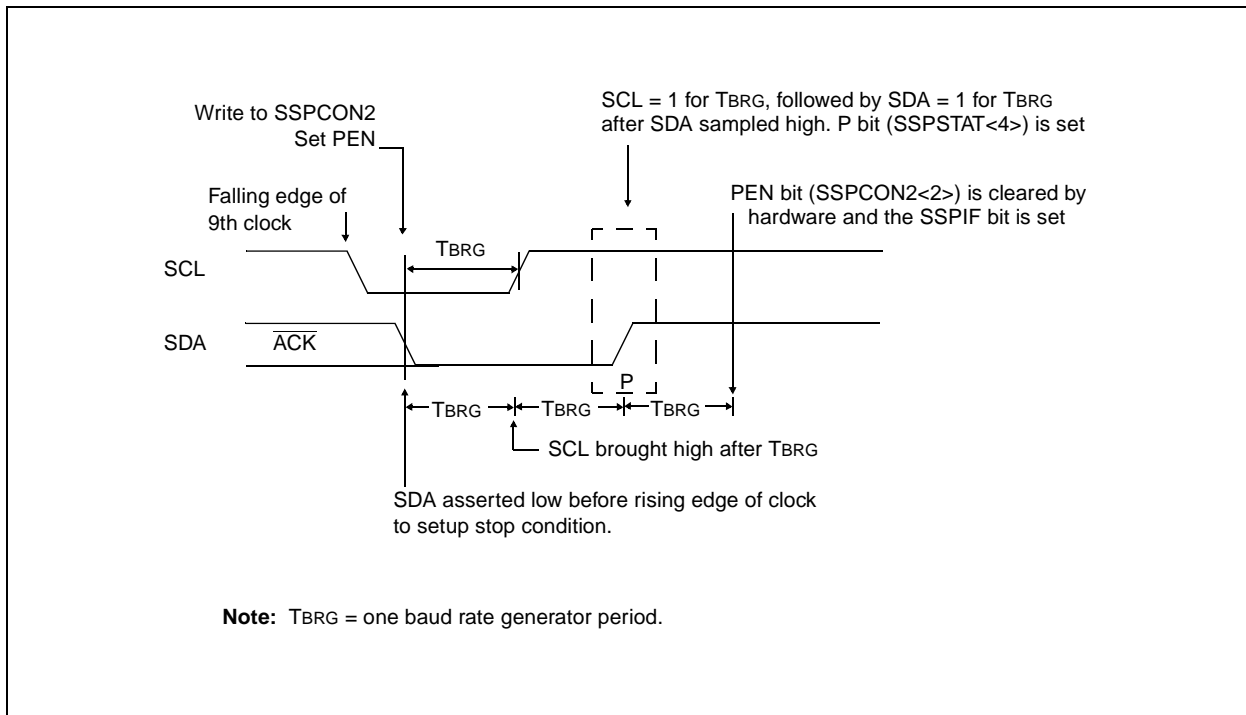 Write to SSPCON2
Set PEN
SCL = 1 for TBRG, followed by SDA = 1 for TBRG
after SDA sampled high. P bit (SSPSTAT<4>) is set
Falling edge of
9th clock
PEN bit (SSPCON2<2>) is cleared by
hardware and the SSPIF bit is set
TBRG
SCL
SDA
ACK
P
TBRG
TBRG
TBRG
SCL brought high after TBRG
SDA asserted low before rising edge of clock
to setup stop condition.
Note: TBRG = one baud rate generator period.